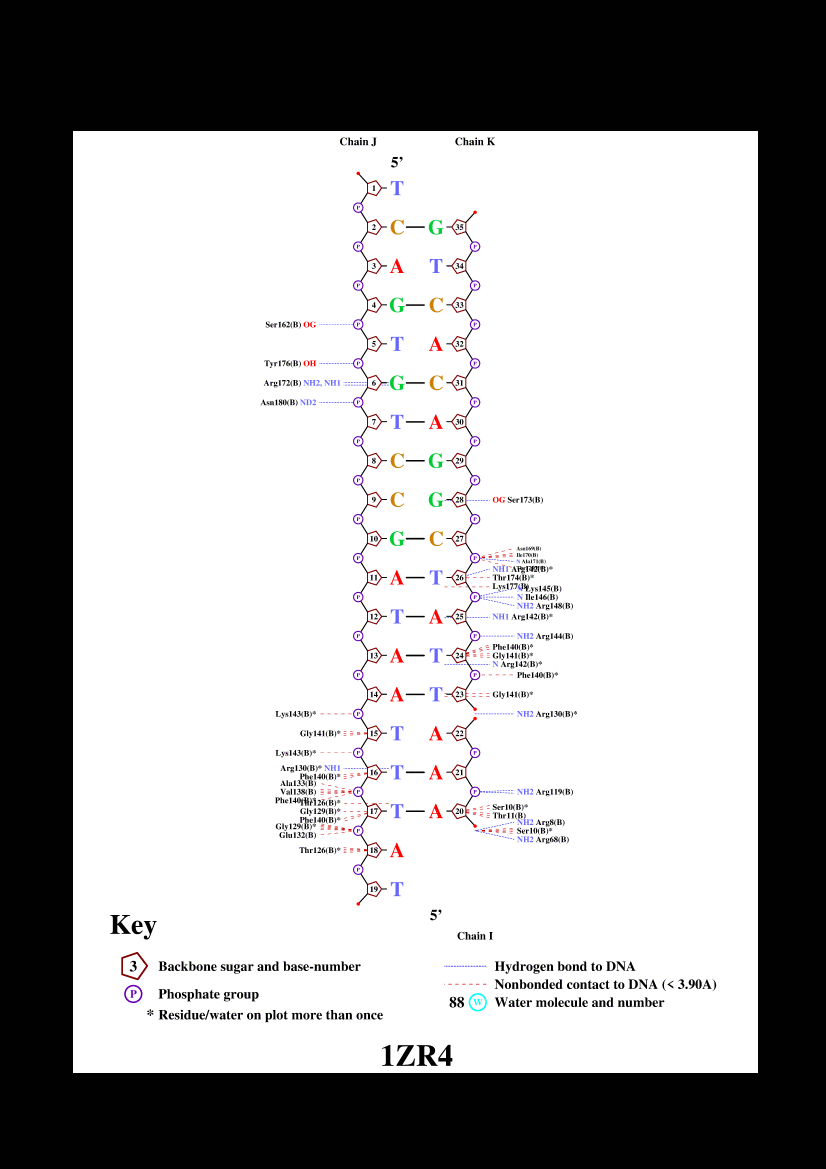 Chain J Chain K
5’
1 T
P
2 C G 35
P P
3 A T 34
P P
4 G C 33
Ser162(B) OG P P
5 T A 32
Tyr176(B) OH P P
Arg172(B) NH2, NH1 6 G C 31
Asn180(B) ND2 P P
7 T A 30
P P
8 C G 29
P P
9 C G 28 OG Ser173(B)
P P
10 G C 27
Asn169(B)
Ile170(B)
P P N Ala171(B)
NH1 Arg142(B)*
11 A T 26 Thr174(B)*
Lys177(B)
Lys145(B)
P P N Ile146(B)
NH2 Arg148(B)
12 T A 25 NH1 Arg142(B)*
P P NH2 Arg144(B)
Phe140(B)*
13 A T 24 Gly141(B)*
N Arg142(B)*
P P Phe140(B)*
14 A T 23 Gly141(B)*
Lys143(B)* P NH2 Arg130(B)*
Gly141(B)* 15 T A 22
Lys143(B)* P P
Arg130(B)* NH1
Phe140(B)* 16 T A 21
Ala133(B)
Val138(B) P P NH2 Arg119(B)
Phe140(B)*
Thr126(B)*
Ser10(B)*
Gly129(B)* 17 T A 20
Thr11(B)
Phe140(B)*
NH2 Arg8(B)
Gly129(B)* P Ser10(B)*
Glu132(B) NH2 Arg68(B)
Thr126(B)* 18 A
P
19 T
5’
Key
Chain I
3 Backbone sugar and base-number
P Phosphate group
* Residue/water on plot more than once
Hydrogen bond to DNA
Nonbonded contact to DNA (< 3.90A)
88 W Water molecule and number
1ZR4